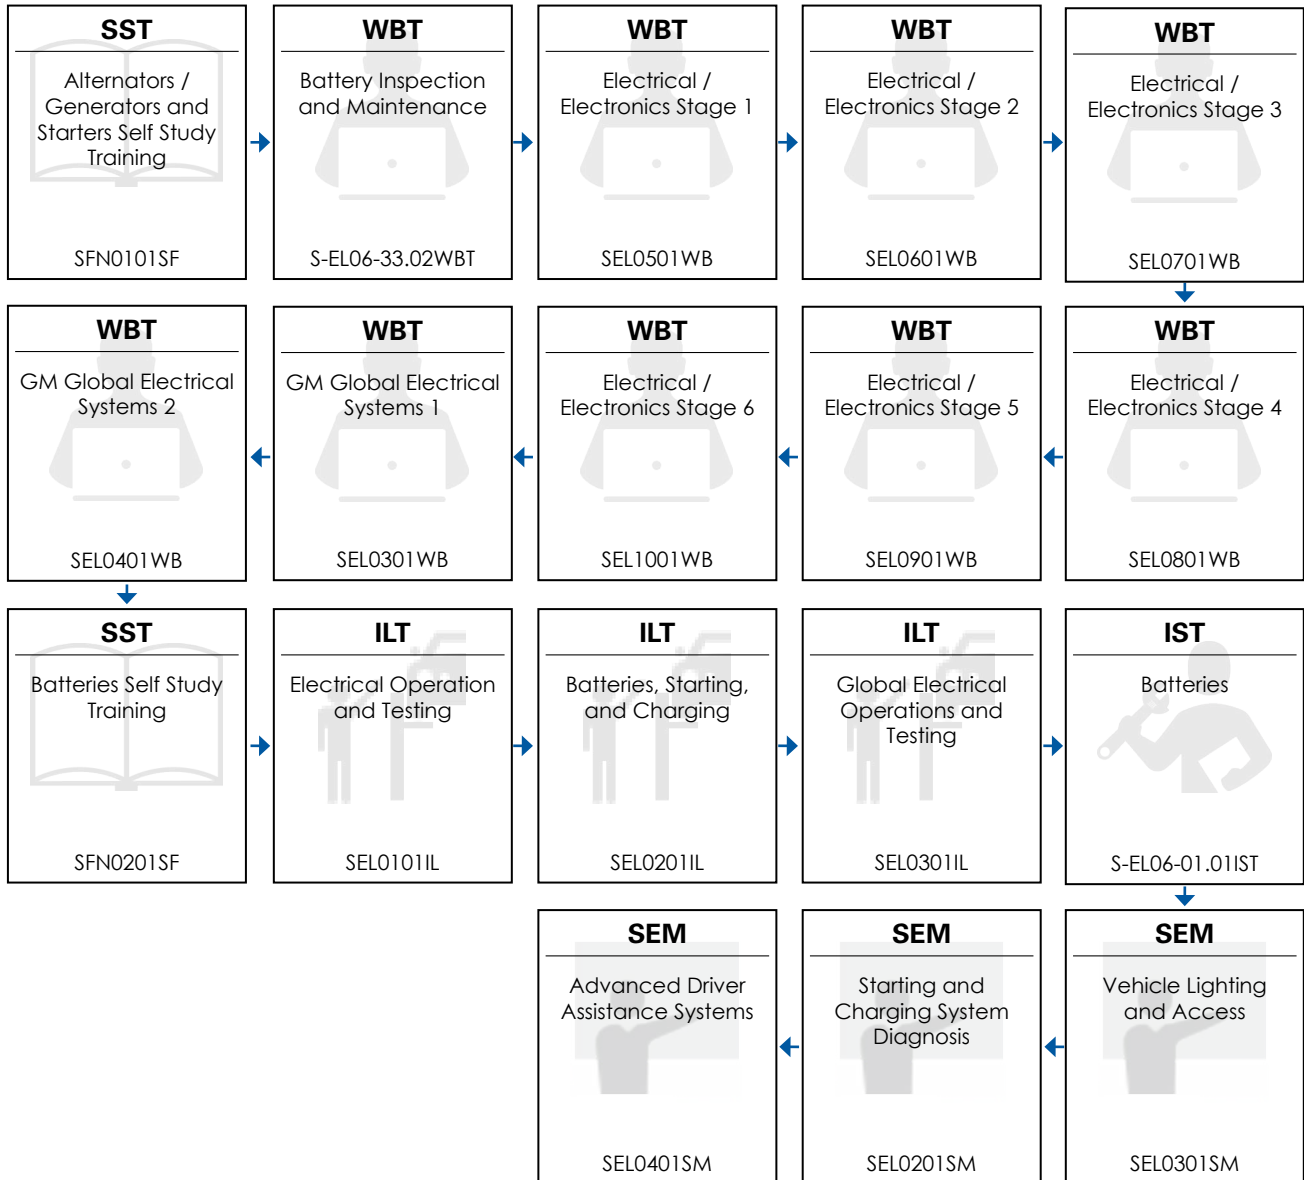 SST
Alternators /
Generators and
Starters Self Study
Training
SFN0101SF
WBT
Battery Inspection
and Maintenance
S-EL06-33.02WBT
WBT
Electrical /
Electronics Stage 1
SEL0501WB
WBT
Electrical /
Electronics Stage 2
SEL0601WB
WBT
Electrical /
Electronics Stage 3
SEL0701WB
WBT
Electrical /
Electronics Stage 4
SEL0801WB
WBT
Electrical /
Electronics Stage 5
SEL0901WB
WBT
Electrical /
Electronics Stage 6
SEL1001WB
WBT
GM Global Electrical
Systems 1
SEL0301WB
WBT
GM Global Electrical
Systems 2
SEL0401WB
SST
Batteries Self Study
Training
SFN0201SF
ILT
Electrical Operation
and Testing
SEL0101IL
ILT
Batteries, Starting,
and Charging
SEL0201IL
ILT
Global Electrical
Operations and
Testing
SEL0301IL
IST
Batteries
S-EL06-01.01IST
SEM
Vehicle Lighting
and Access
SEL0301SM
SEM
Starting and
Charging System
Diagnosis
SEL0201SM
SEM
Advanced Driver
Assistance Systems
SEL0401SM